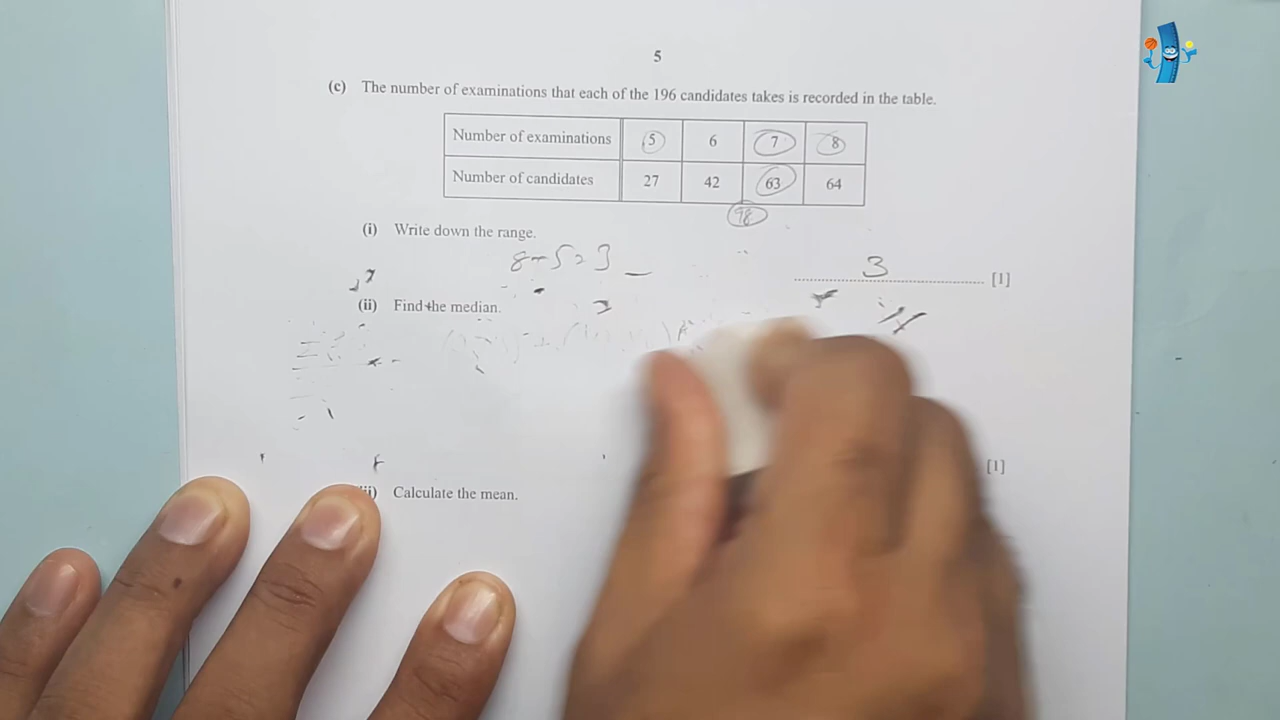 5
(c) The number of examinations that each of the 196 candidates takes is recorded in the table.
Number of examinations 5 6 7 8
Number of candidates 27 42 63 64
98
(i) Write down the range.
8-5=3
3 [1]
(ii) Find the median.
[1]
Calculate the mean.